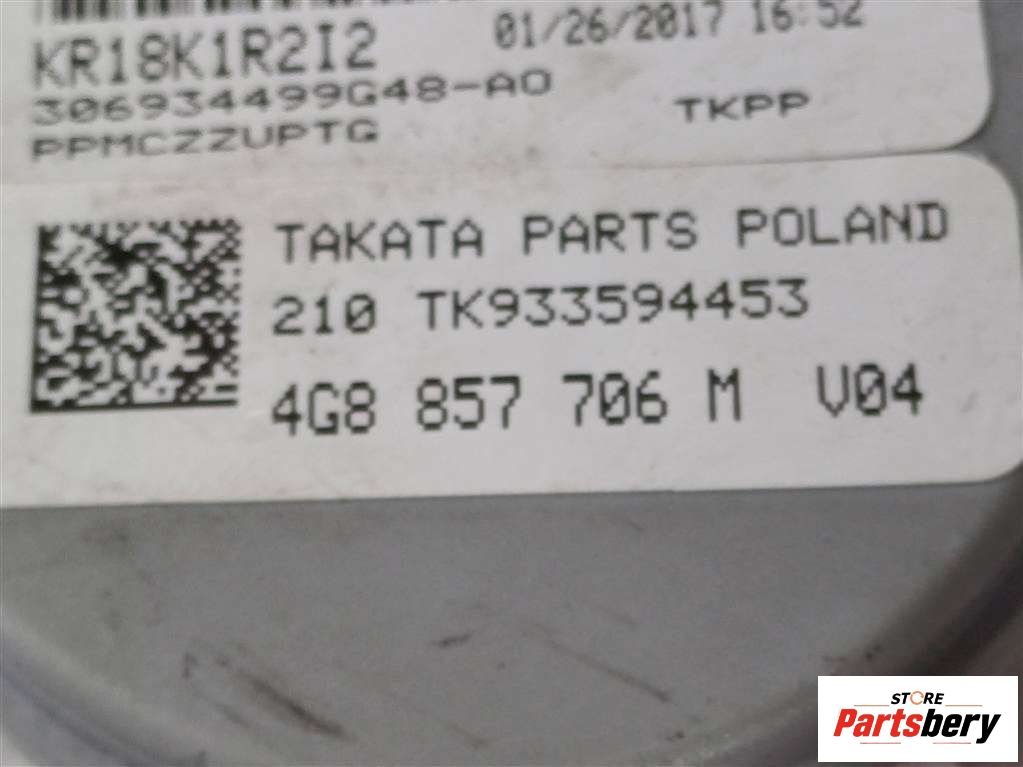 KR18K1R2I2
01/26/2017 16:52
306934499G48-AO
TKPP
PPMCZZUPTG
TAKATA PARTS POLAND
210 TK933594453
4G8 857 706 M V04
STORE
Partsbery